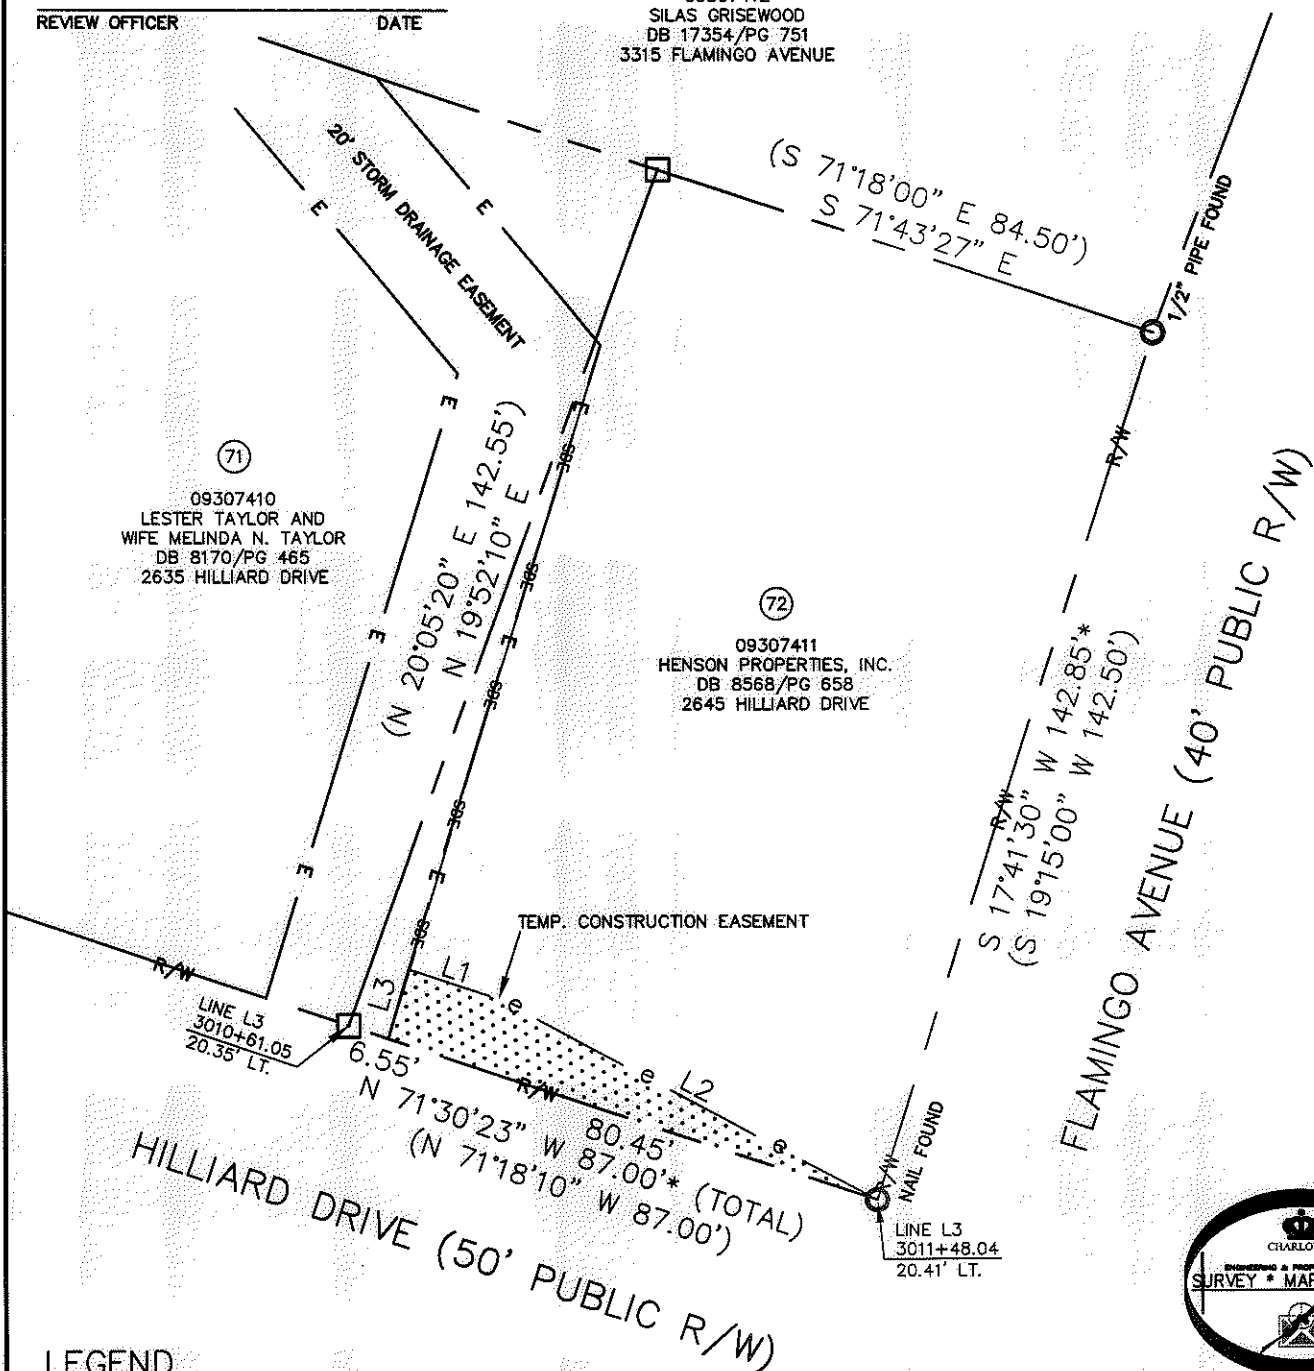 REVIEW OFFICER DATE
SILAS GRISEWOOD
DB 17354/PG 751
3315 FLAMINGO AVENUE
20' STORM DRAINAGE EASEMENT
E
E
(S 71°18'00" E 84.50')
S 71°43'27" E
1/2" PIPE FOUND
R/W
E
E
SDE
71
09307410
LESTER TAYLOR AND
WIFE MELINDA N. TAYLOR
DB 8170/PG 465
2635 HILLIARD DRIVE
(N 20°05'20" E 142.55')
N 19°52'10" E
SDE
E
E
SDE
72
09307411
HENSON PROPERTIES, INC.
DB 8568/PG 658
2645 HILLIARD DRIVE
S 17°41'30" W 142.85'*
(S 19°15'00" W 142.50')
R/W
FLAMINGO AVENUE (40' PUBLIC R/W)
SDE
E
E
SDE
TEMP. CONSTRUCTION EASEMENT
R/W
L1
L3
e
LINE L3
3010+61.05
20.35' LT.
6.55'
R/W
e
L2
80.45'
N 71°30'23" W 87.00'* (TOTAL)
(N 71°18'10" W 87.00')
e
R/W
NAIL FOUND
LINE L3
3011+48.04
20.41' LT.
HILLIARD DRIVE (50' PUBLIC R/W)
SURVEY * MAP
LEGEND